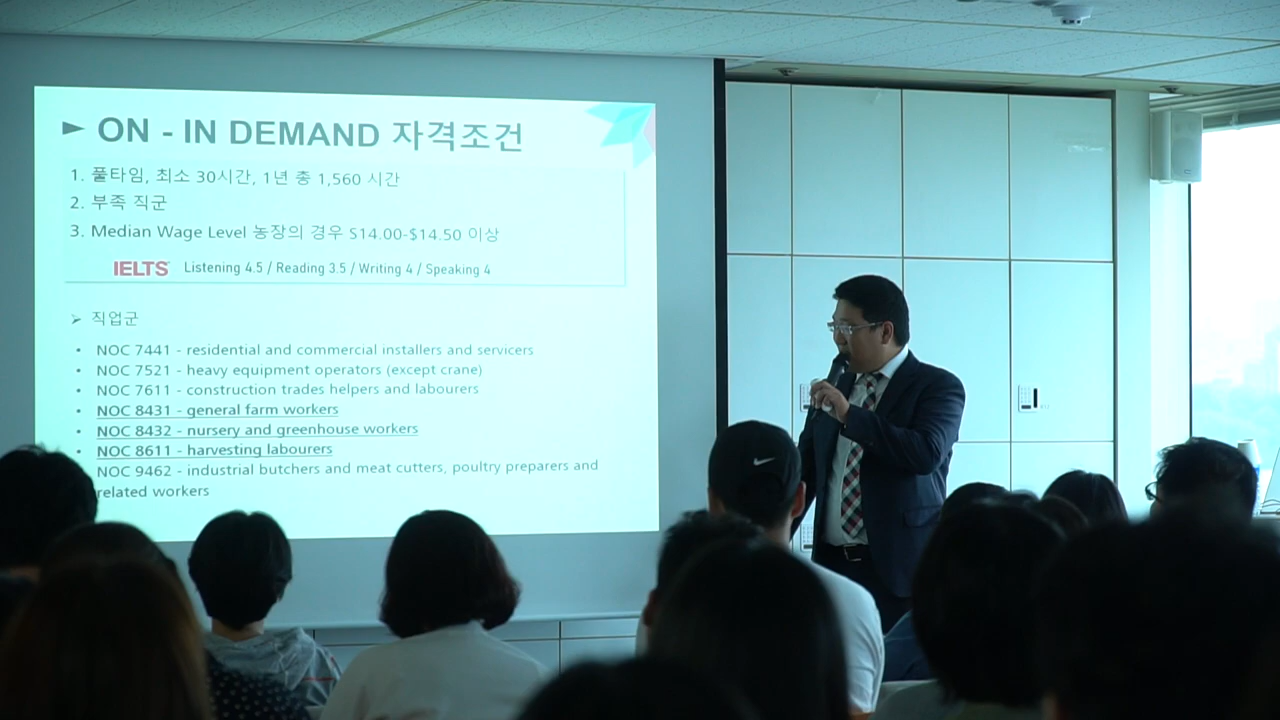 ► ON - IN DEMAND 자격조건
1. 풀타임, 최소 30시간, 1년 총 1,560 시간
2. 부족 직군
3. Median Wage Level 농장의 경우 S14.00-$14.50 이상
IELTS Listening 4.5 / Reading 3.5 / Writing 4 / Speaking 4
➢ 직업군
• NOC 7441 - residential and commercial installers and servicers
• NOC 7521 - heavy equipment operators (except crane)
• NOC 7611 - construction trades helpers and labourers
• NOC 8431 - general farm workers
• NOC 8432 - nursery and greenhouse workers
• NOC 8611 - harvesting labourers
NOC 9462 - industrial butchers and meat cutters, poultry preparers and
related workers